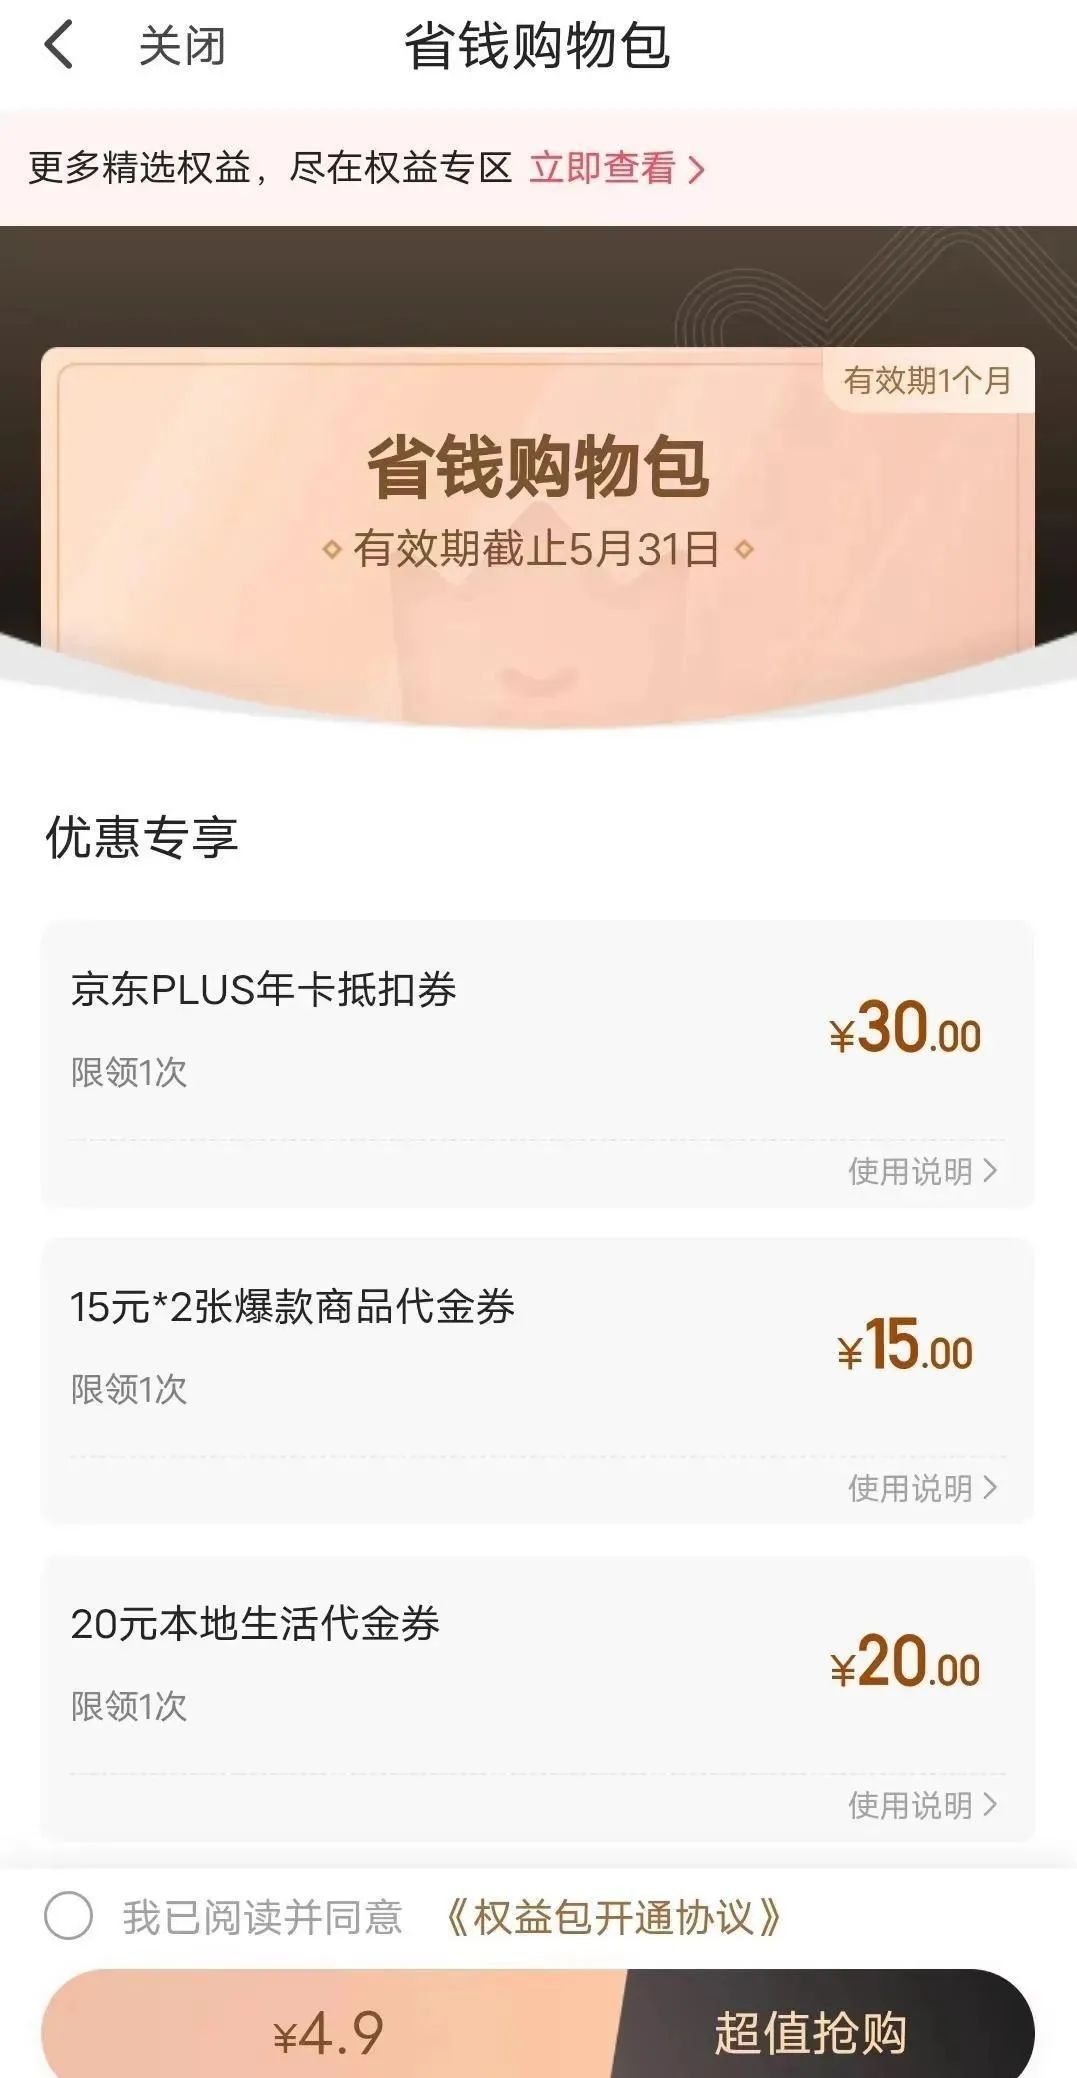 关闭
省钱购物包
更多精选权益，尽在权益专区 立即查看
有效期1个月
省钱购物包
有效期截止5月31日
优惠专享
京东PLUS年卡抵扣券
¥30.00
限领1次
使用说明
15元*2张爆款商品代金券
¥15.00
限领1次
使用说明
20元本地生活代金券
¥20.00
限领1次
使用说明
我已阅读并同意 《权益包开通协议》
¥4.9 超值抢购